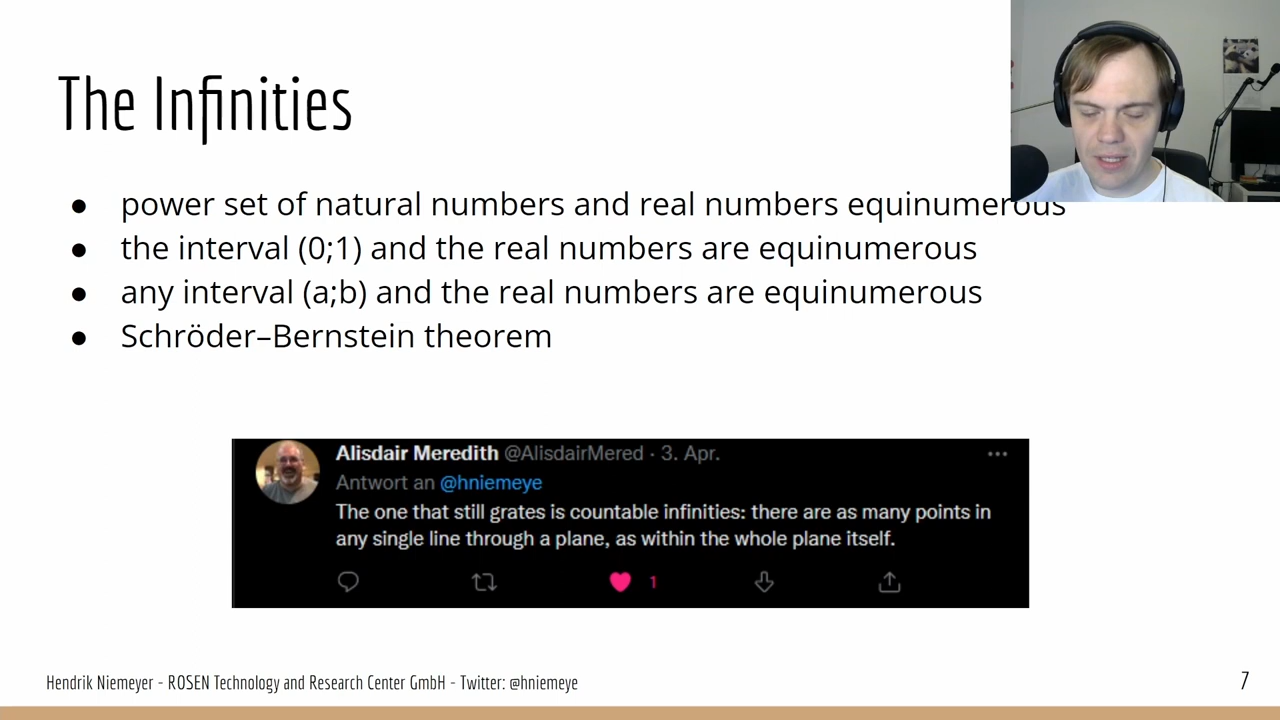 The Infinities
● power set of natural numbers and real numbers equinumerous
● the interval (0;1) and the real numbers are equinumerous
● any interval (a;b) and the real numbers are equinumerous
● Schröder–Bernstein theorem
Alisdair Meredith @AlisdairMered · 3. Apr.
Antwort an @hniemeye
The one that still grates is countable infinities: there are as many points in
any single line through a plane, as within the whole plane itself.
1
Hendrik Niemeyer - ROSEN Technology and Research Center GmbH - Twitter: @hniemeye
7